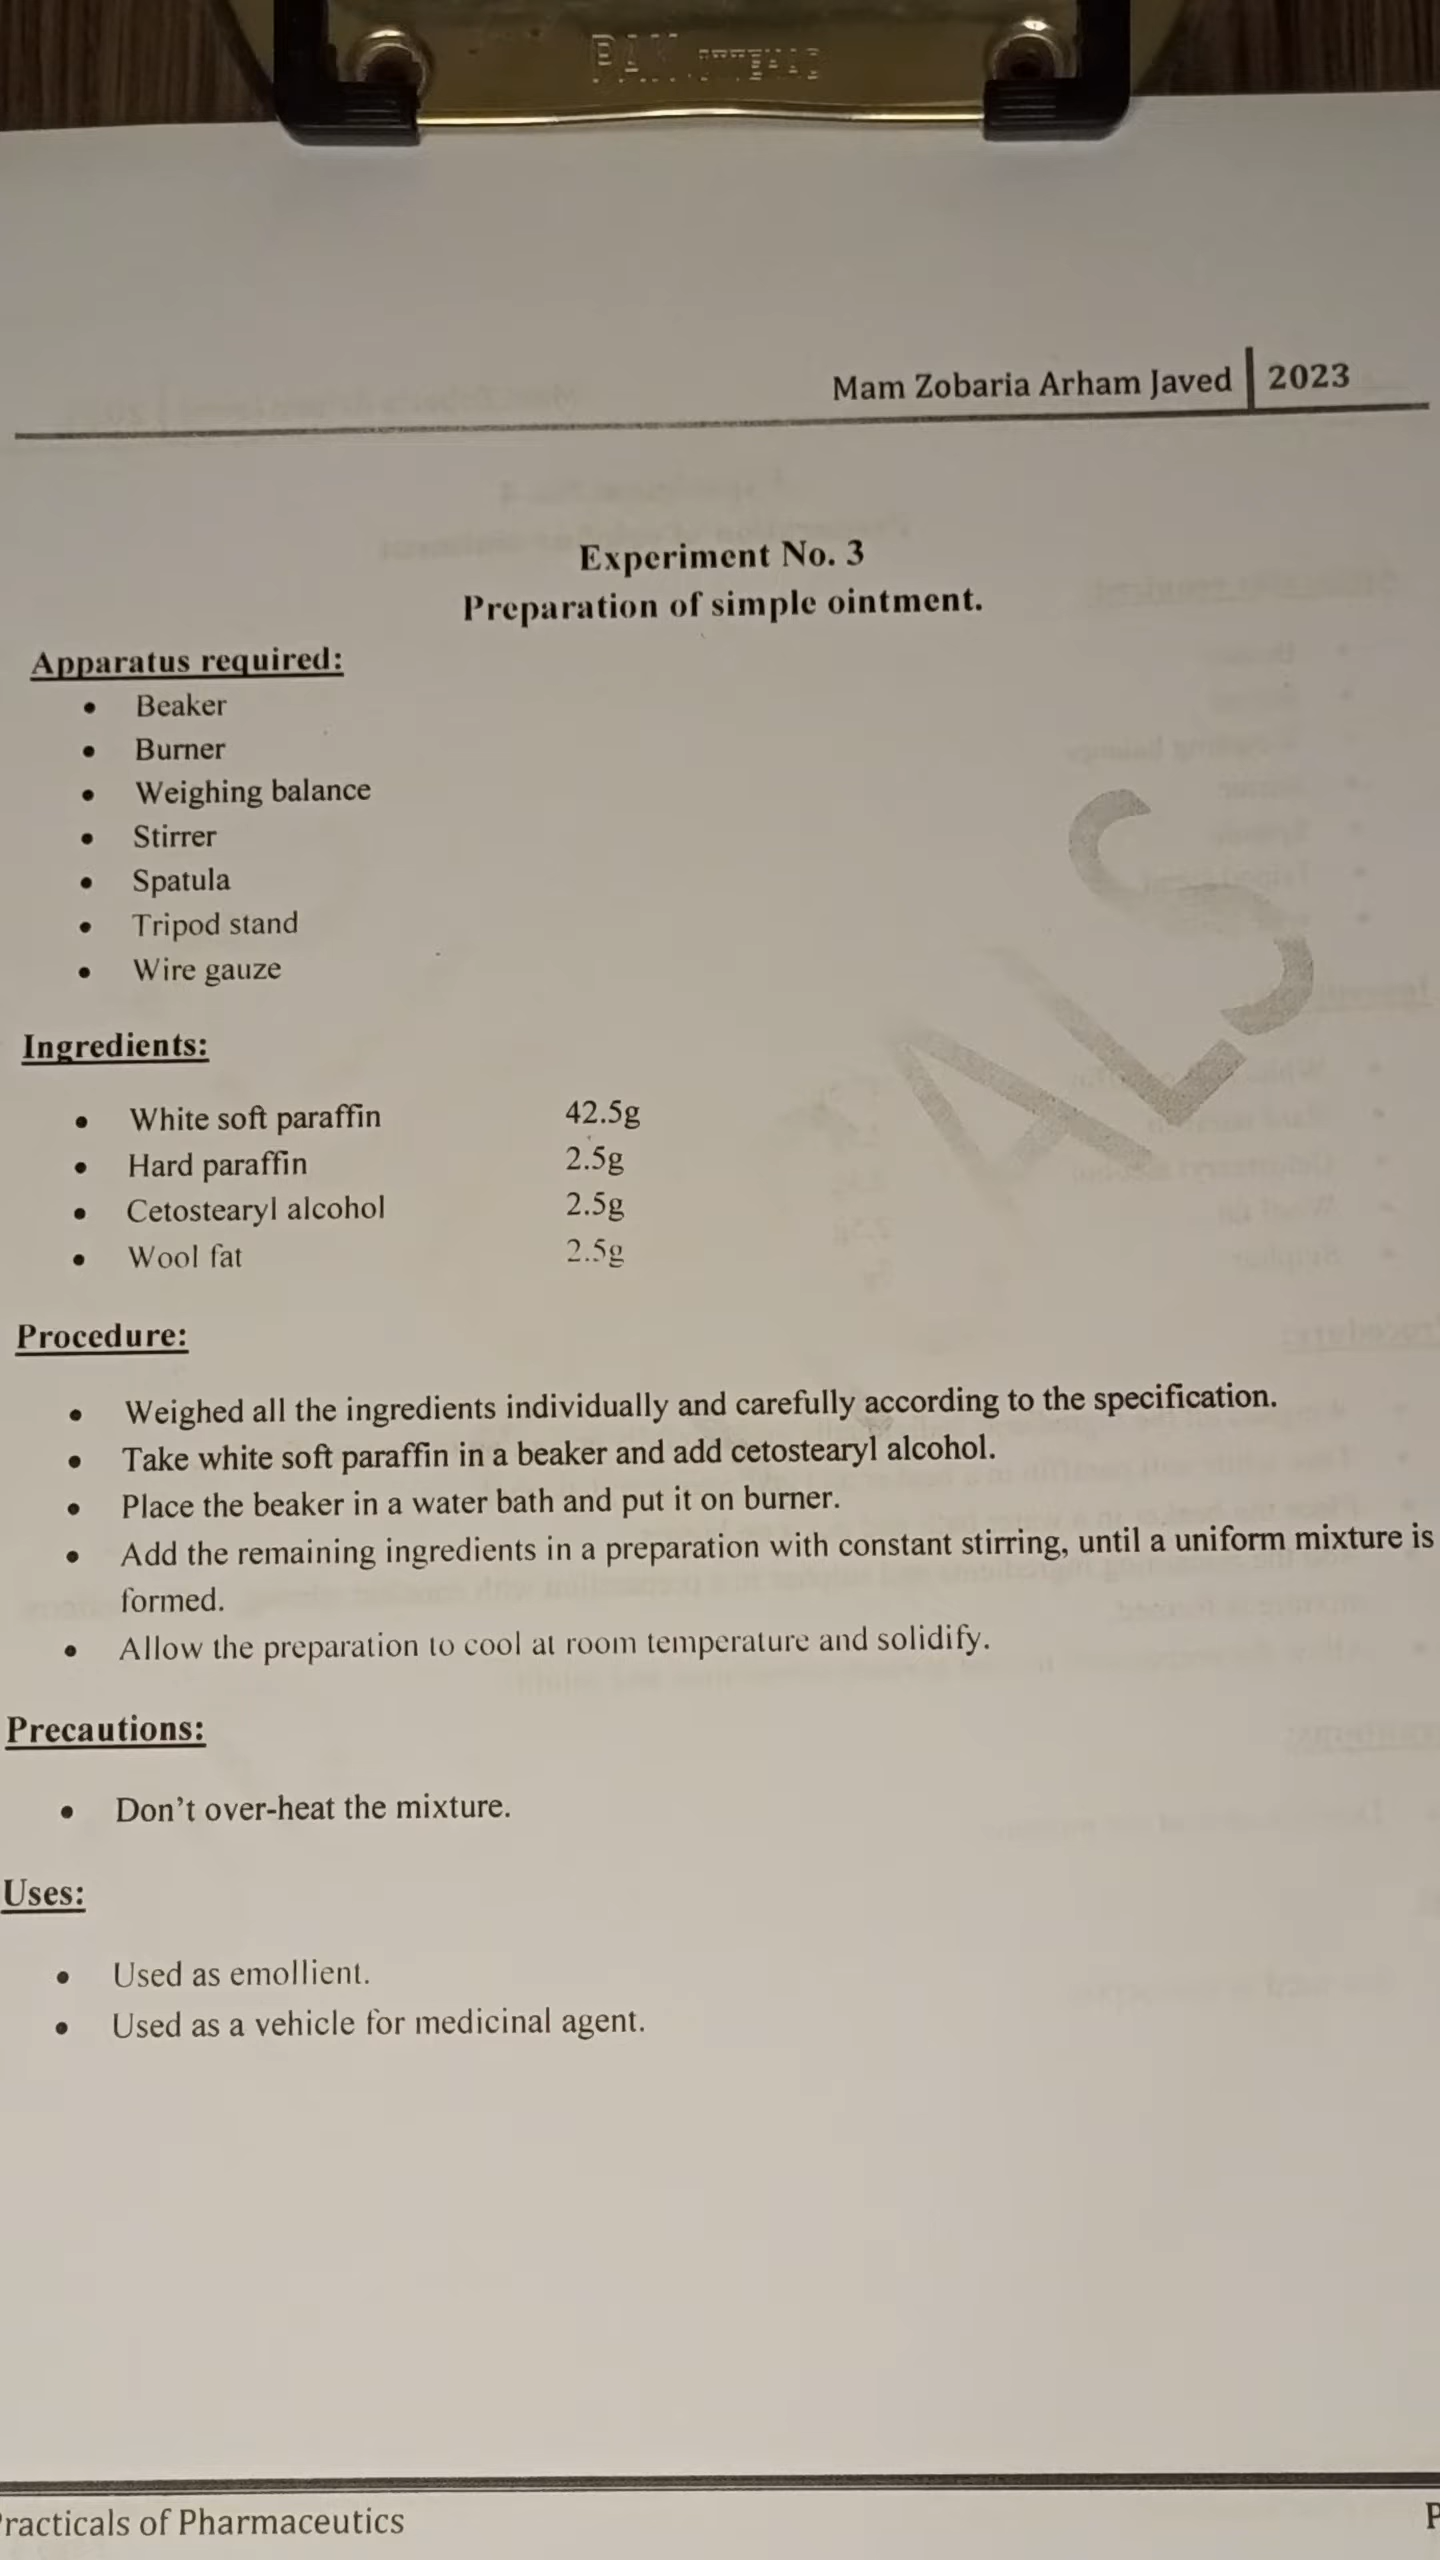 Mam Zobaria Arham Javed | 2023
Experiment No. 3
Preparation of simple ointment.
Apparatus required:
• Beaker
• Burner
• Weighing balance
• Stirrer
• Spatula
• Tripod stand
• Wire gauze
Ingredients:
• White soft paraffin 42.5g
• Hard paraffin 2.5g
• Cetostearyl alcohol 2.5g
• Wool fat 2.5g
Procedure:
• Weighed all the ingredients individually and carefully according to the specification.
• Take white soft paraffin in a beaker and add cetostearyl alcohol.
• Place the beaker in a water bath and put it on burner.
• Add the remaining ingredients in a preparation with constant stirring, until a uniform mixture is
formed.
• Allow the preparation to cool at room temperature and solidify.
Precautions:
• Don't over-heat the mixture.
Uses:
• Used as emollient.
• Used as a vehicle for medicinal agent.
racticals of Pharmaceutics P
ALS